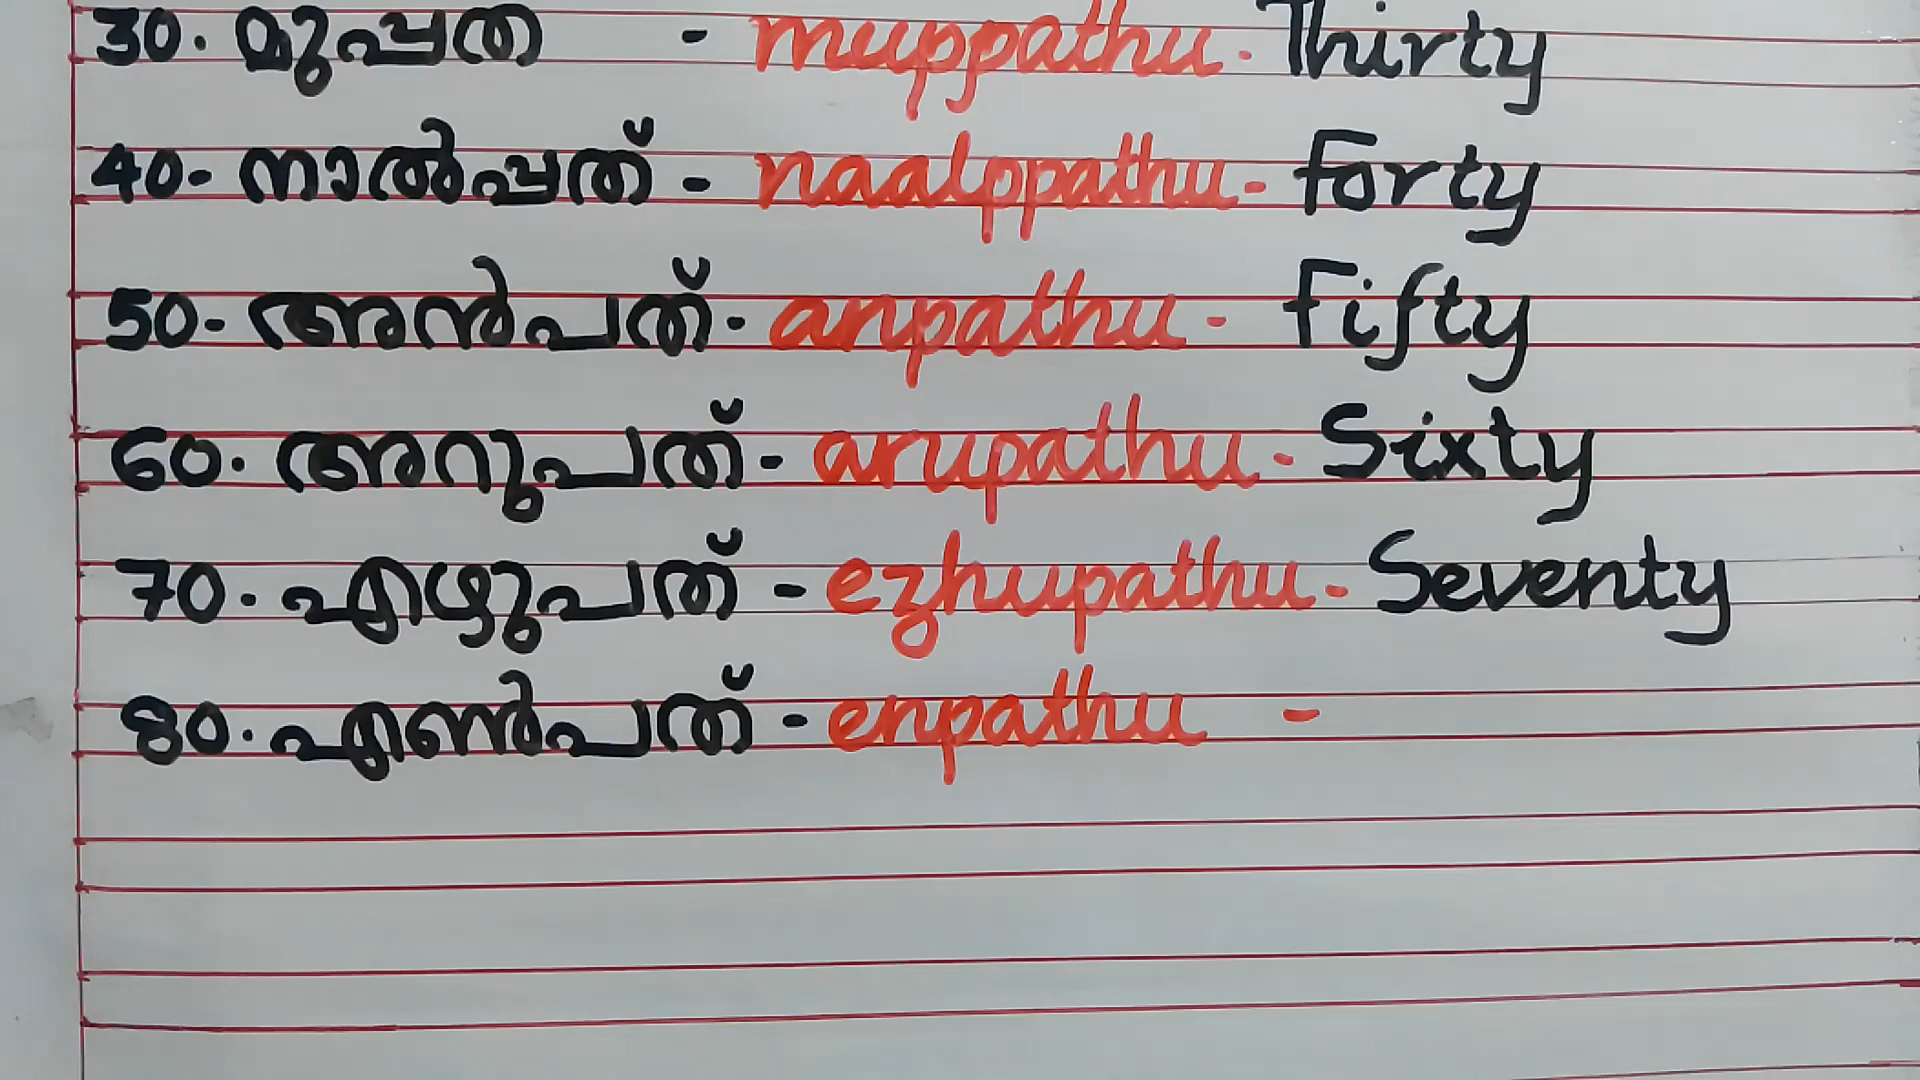 30. മുപ്പത - muppathu. Thirty
40- നാൽപ്പത് - naalppathu- Forty
50- അൻപത്. anpathu - Fifty
60. അറുപത്- arupathu - Sixty
70. എഴുപത് - ezhupathu- Seventy
80. എൺപത് - enpathu -